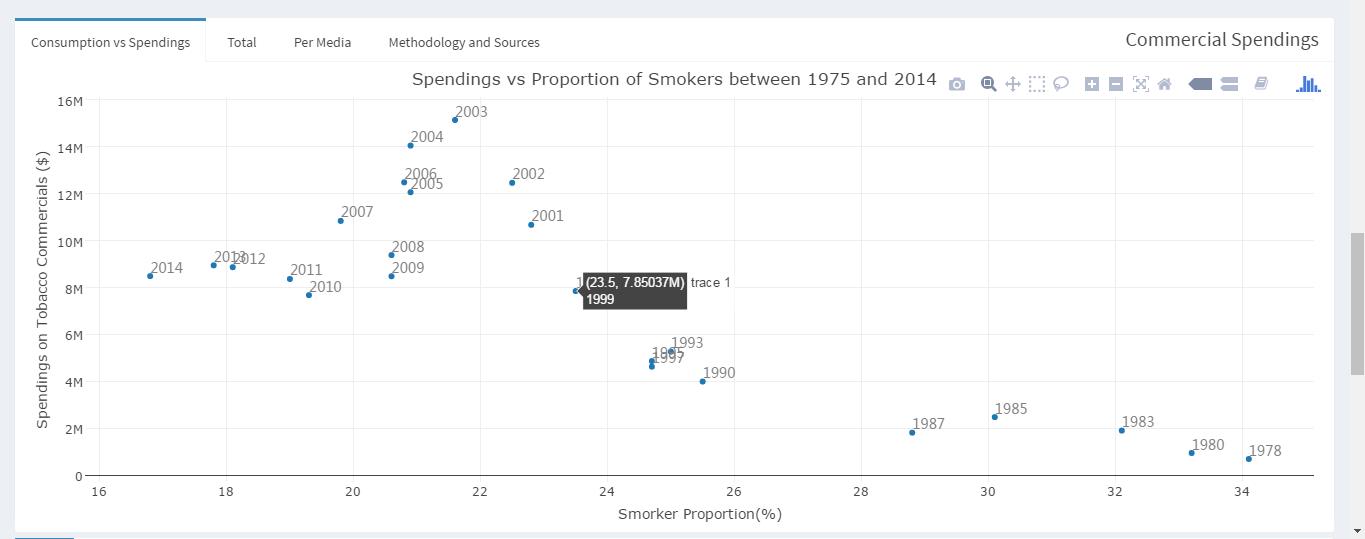 Consumption vs Spendings Total Per Media Methodology and Sources Commercial Spendings
Spendings vs Proportion of Smokers between 1975 and 2014
16M
2003
2004
14M
2006
2005
2002
12M
2007
2001
10M
2008
2013
2012
2014
2009
2011
2010
8M
(23.5, 7.85037M) trace 1
1999
6M
1993
1995
1997
1990
4M
1985
1987
1983
2M
1980
1978
0
16 18 20 22 24 26 28 30 32 34
Spendings on Tobacco Commercials ($)
Smorker Proportion(%)